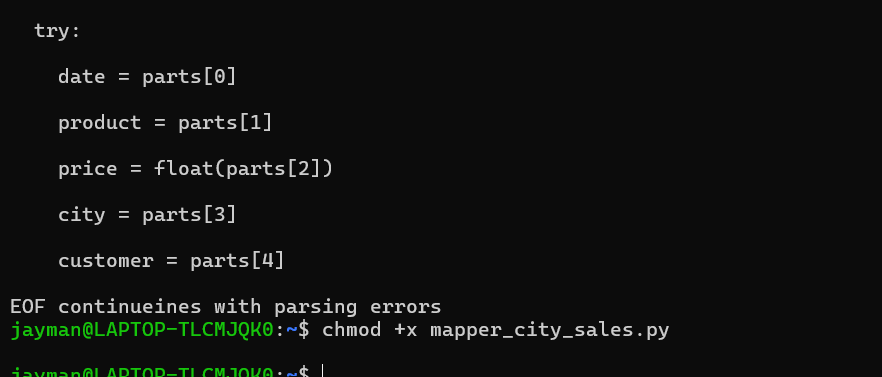 try:
date = parts[0]
product = parts[1]
price = float(parts[2])
city = parts[3]
customer = parts[4]
EOF continueines with parsing errors
jayman@LAPTOP-TLCMJQK0:~$ chmod +x mapper_city_sales.py
jayman@LAPTOP-TLCMJQK0:~$